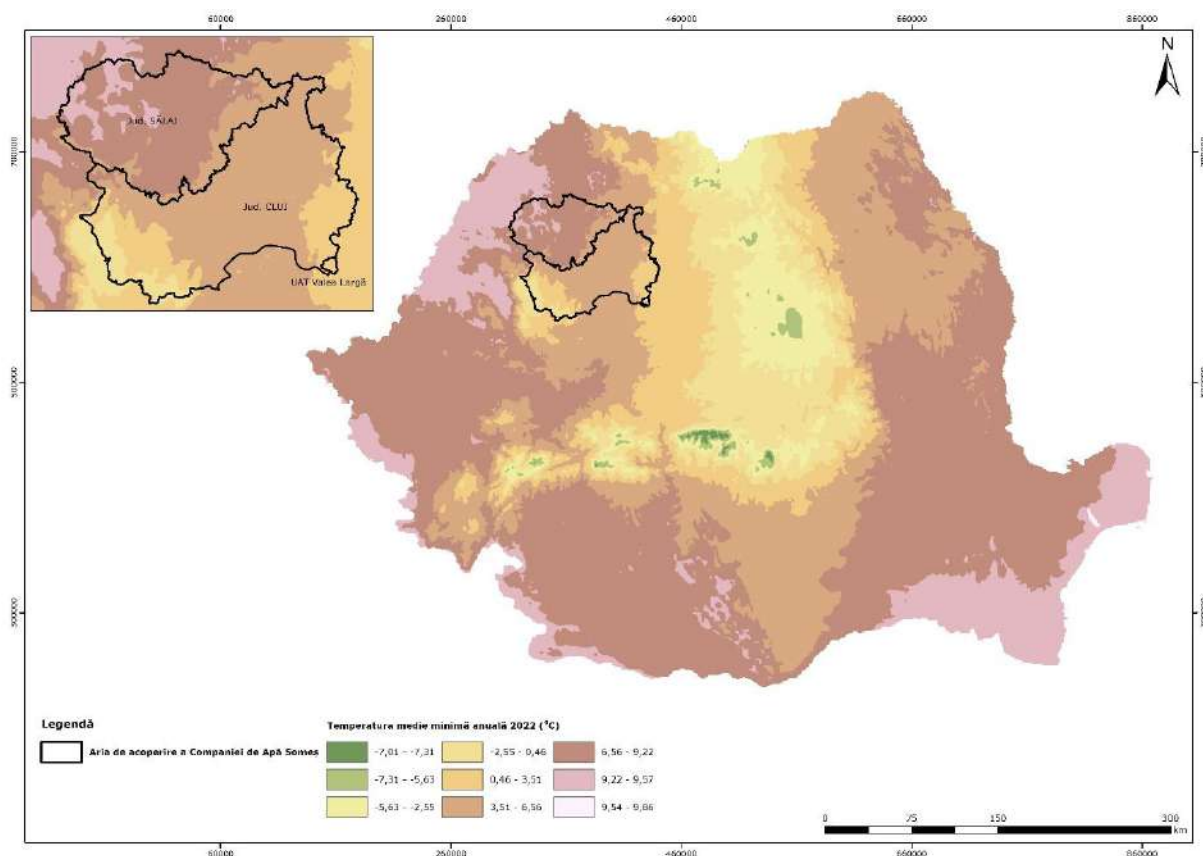 60000 260000 460000 660000 860000
N
Jud. SĂLAJ
Jud. CLUJ
UAT Valea Largă
700000
500000
300000
Legendă
Aria de acoperire a Companiei de Apă Someș
Temperatura medie minimă anuală 2022 (°C)
-7,01 – -7,31
-7,31 – -5,63
-5,63 – -2,55
-2,55 - 0,46
0,46 - 3,51
3,51 - 6,56
6,56 - 9,22
9,22 - 9,57
9,54 - 9,86
0 75 150 300
km
60000 260000 460000 660000 860000